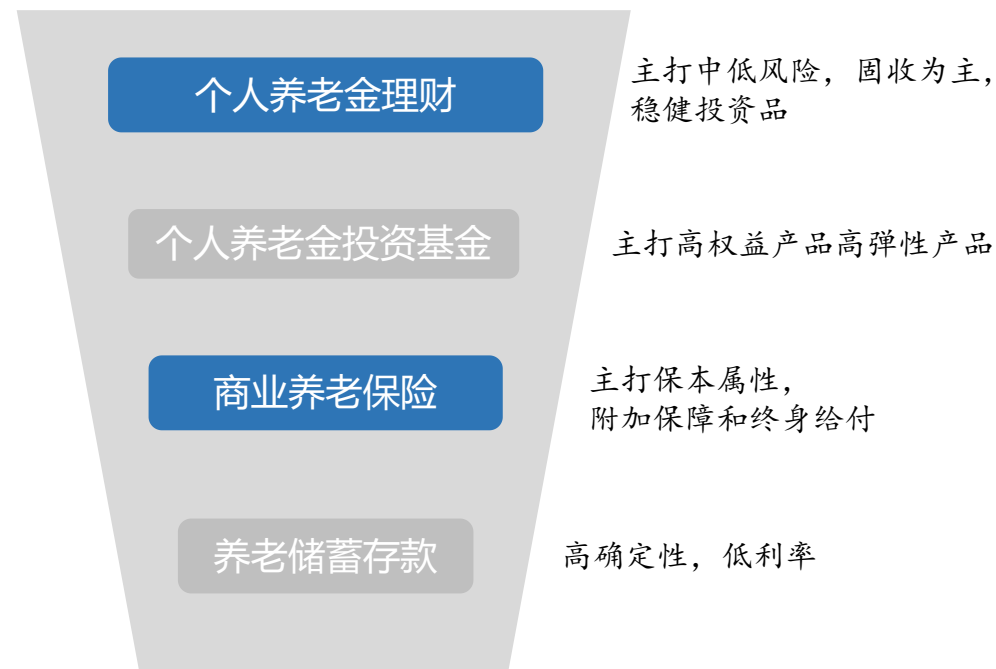 个人养老金理财
主打中低风险，固收为主，
稳健投资品
个人养老金投资基金
主打高权益产品高弹性产品
商业养老保险
主打保本属性，
附加保障和终身给付
养老储蓄存款
高确定性，低利率